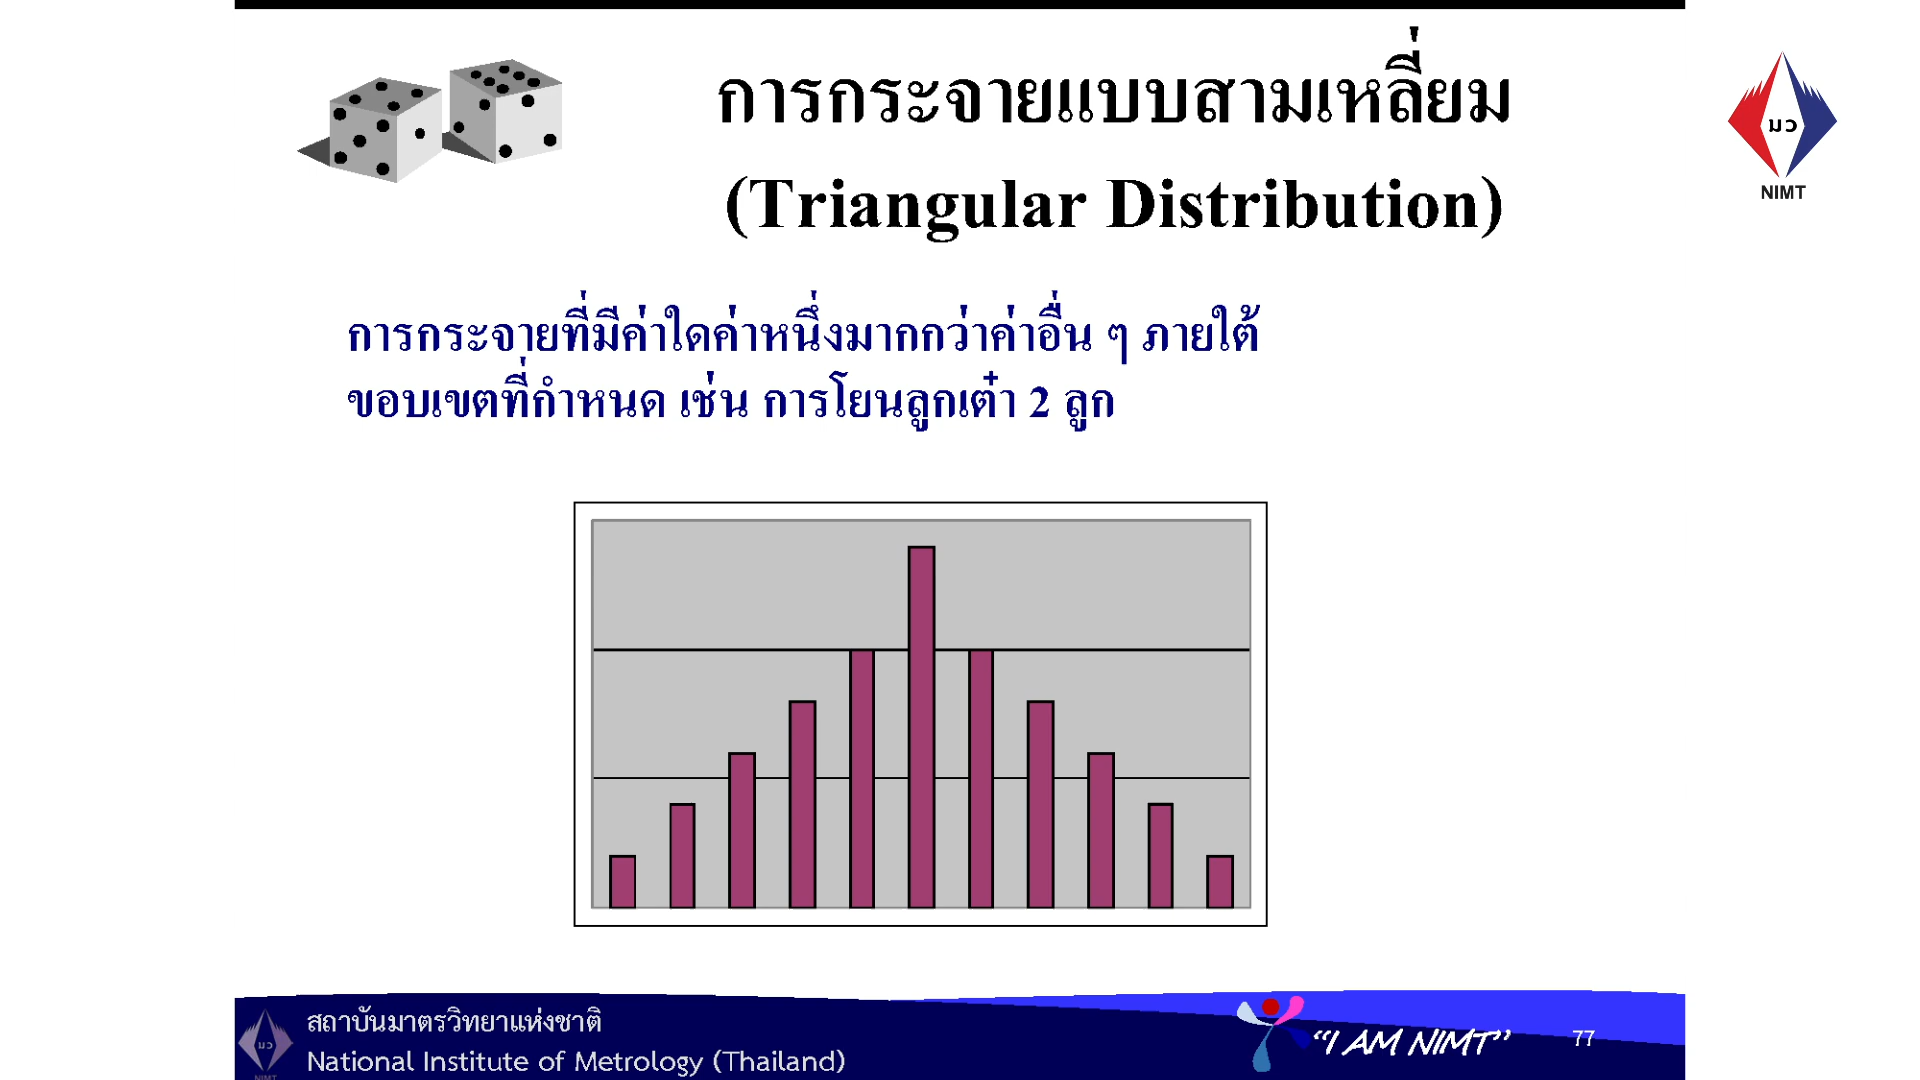 การกระจายแบบสามเหลี่ยม
(Triangular Distribution)
มว
NIMT
การกระจายที่มีค่าใดค่าหนึ่งมากกว่าค่าอื่น ๆ ภายใต้
ขอบเขตที่กำหนด เช่น การโยนลูกเต๋า 2 ลูก
สถาบันมาตรวิทยาแห่งชาติ
National Institute of Metrology (Thailand)
มว
NIMT
“I AM NIMT”
77